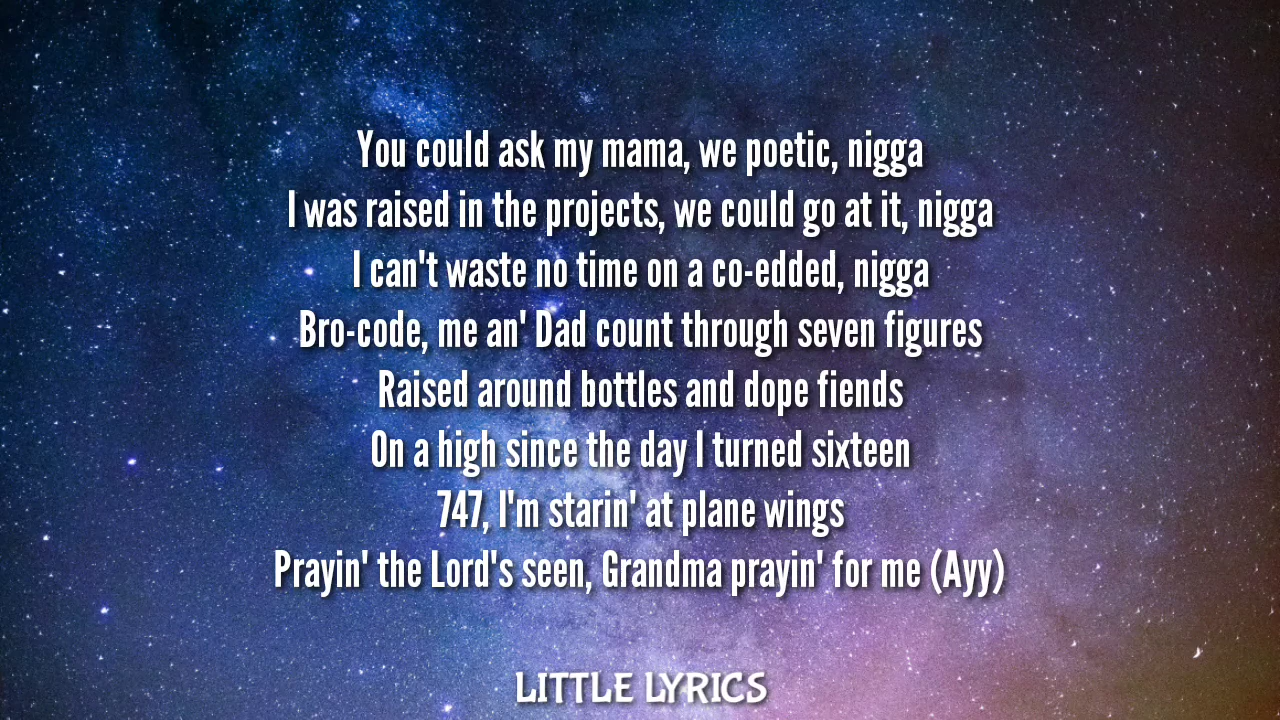 You could ask my mama, we poetic, nigga
I was raised in the projects, we could go at it, nigga
I can't waste no time on a co-edded, nigga
Bro-code, me an' Dad count through seven figures
Raised around bottles and dope fiends
On a high since the day I turned sixteen
747, I'm starin' at plane wings
Prayin' the Lord's seen, Grandma prayin' for me (Ayy)
LITTLE LYRICS